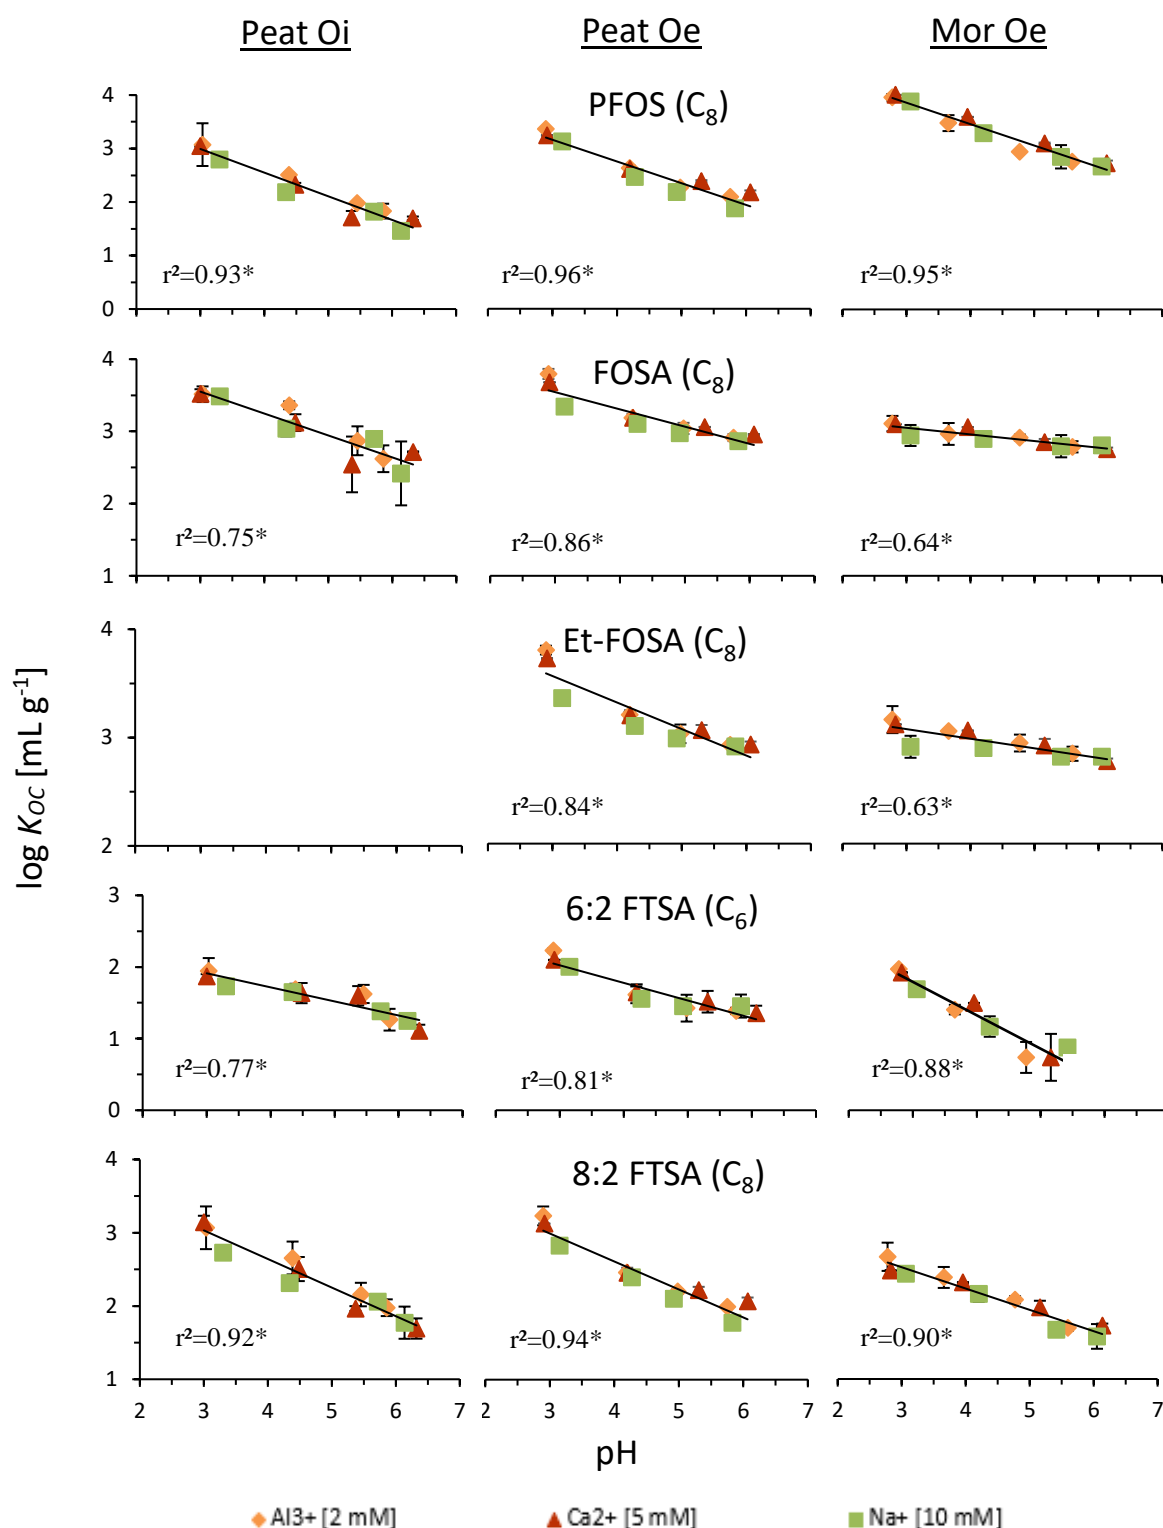 Peat Oi Peat Oe Mor Oe
PFOS (C8)
4
3
2
1
0
r²=0.93* r²=0.96* r²=0.95*
FOSA (C8)
4
3
2
1
r²=0.75* r²=0.86* r²=0.64*
Et-FOSA (C8)
4
3
2
r²=0.84* r²=0.63*
log KOC [mL g-1]
6:2 FTSA (C6)
3
2
1
0
r²=0.77* r²=0.81* r²=0.88*
8:2 FTSA (C8)
4
3
2
1
r²=0.92* r²=0.94* r²=0.90*
2 3 4 5 6 7 2 3 4 5 6 7 2 3 4 5 6 7
pH
Al3+ [2 mM] Ca2+ [5 mM] Na+ [10 mM]